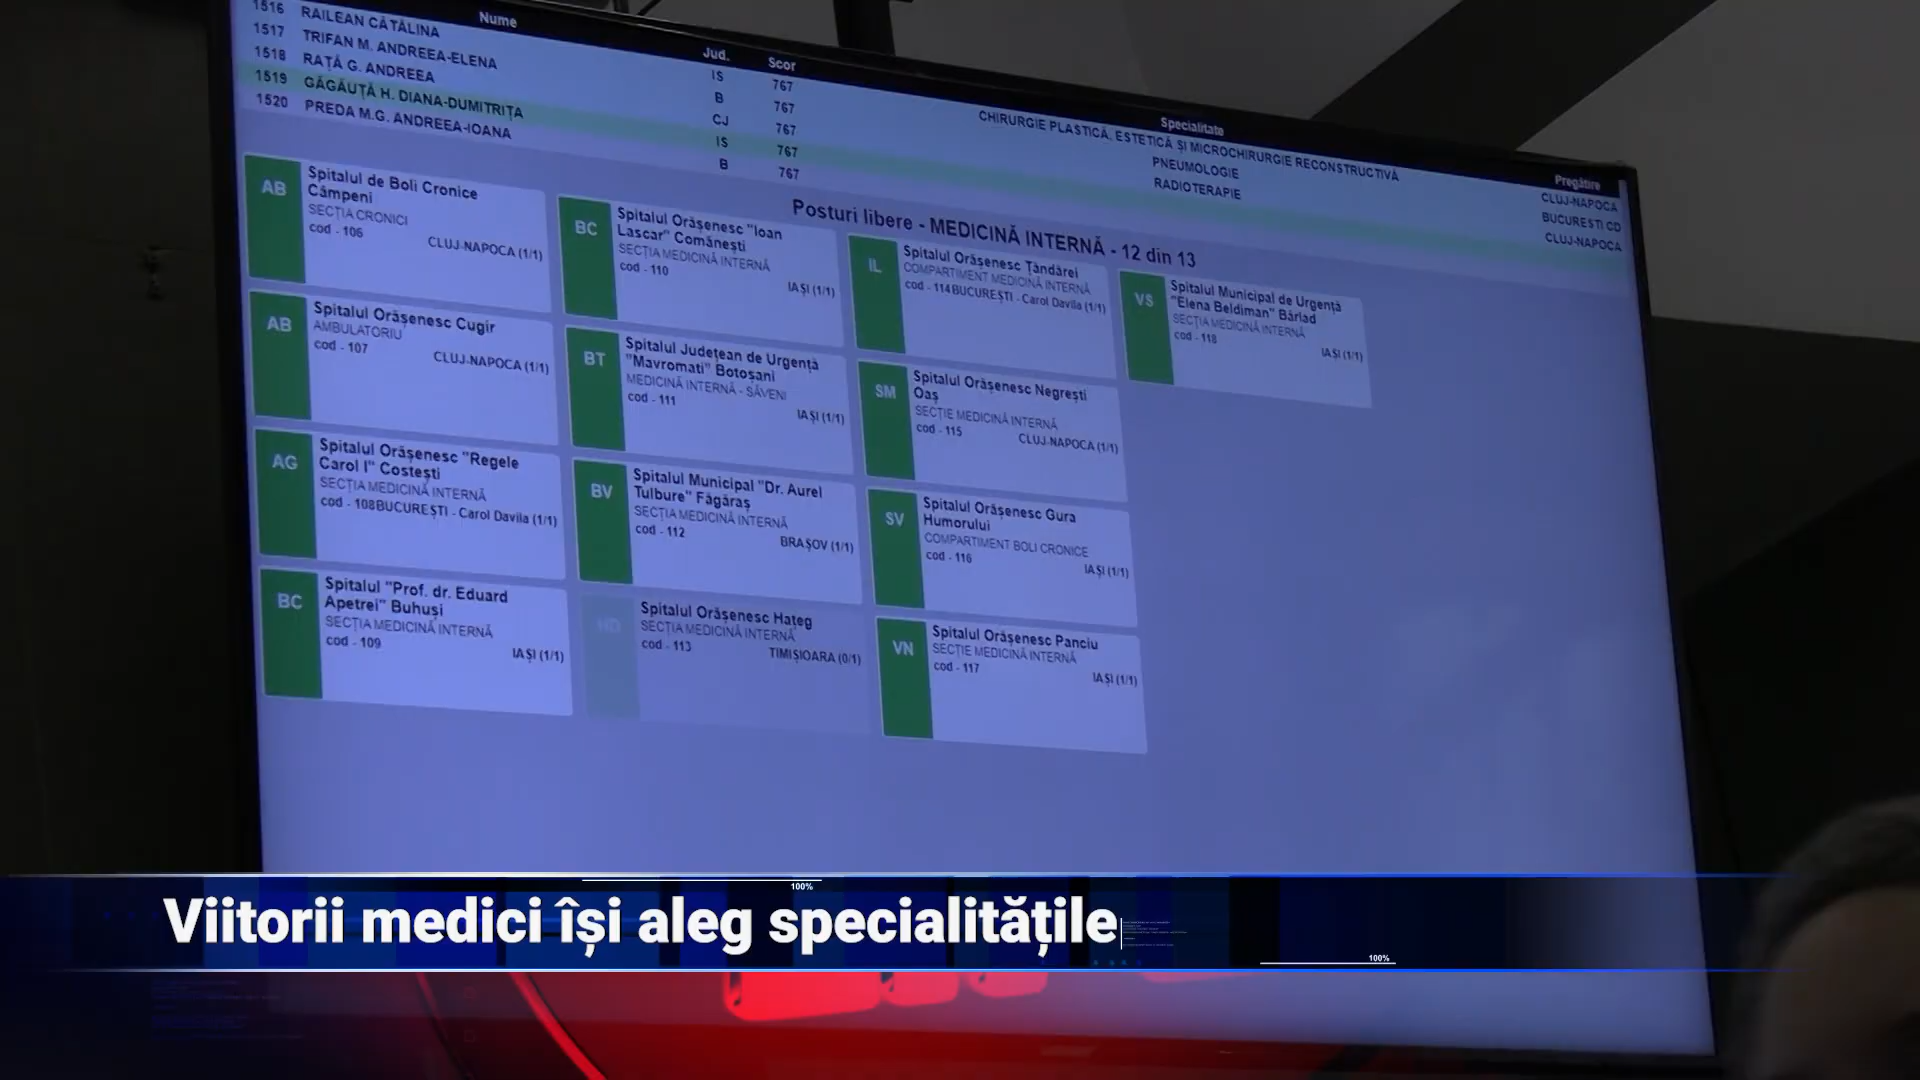 Nume Jud. Scor Specialitate Pregătire
1516 RAILEAN CĂTĂLINA IS 767 CHIRURGIE PLASTICĂ, ESTETICĂ ȘI MICROCHIRURGIE RECONSTRUCTIVĂ CLUJ-NAPOCA
1517 TRIFAN M. ANDREEA-ELENA B 767 PNEUMOLOGIE BUCUREȘTI CD
1518 RAȚĂ G. ANDREEA CJ 767 RADIOTERAPIE CLUJ-NAPOCA
1519 GĂGĂUȚĂ H. DIANA-DUMITRIȚA IS 767
1520 PREDA M.G. ANDREEA-IOANA B 767
Posturi libere - MEDICINĂ INTERNĂ - 12 din 13
AB
Spitalul de Boli Cronice
Câmpeni
SECȚIA CRONICI
cod - 106
CLUJ-NAPOCA (1/1)
AB
Spitalul Orășenesc Cugir
AMBULATORIU
cod - 107
CLUJ-NAPOCA (1/1)
AG
Spitalul Orășenesc "Regele
Carol I" Costești
SECȚIA MEDICINĂ INTERNĂ
cod - 108BUCUREȘTI - Carol Davila (1/1)
BC
Spitalul "Prof. dr. Eduard
Apetrei" Buhuși
SECȚIA MEDICINĂ INTERNĂ
cod - 109
IAȘI (1/1)
BC
Spitalul Orășenesc "Ioan
Lascar" Comănești
SECȚIA MEDICINĂ INTERNĂ
cod - 110
IAȘI (1/1)
BT
Spitalul Județean de Urgență
"Mavromati" Botoșani
MEDICINĂ INTERNĂ - SĂVENI
cod - 111
IAȘI (1/1)
BV
Spitalul Municipal "Dr. Aurel
Tulbure" Făgăraș
SECȚIA MEDICINĂ INTERNĂ
cod - 112
BRAȘOV (1/1)
HD
Spitalul Orășenesc Hațeg
SECȚIA MEDICINĂ INTERNĂ
cod - 113
TIMIȘOARA (0/1)
IL
Spitalul Orășenesc Țăndărei
COMPARTIMENT MEDICINĂ INTERNĂ
cod - 114BUCUREȘTI - Carol Davila (1/1)
SM
Spitalul Orășenesc Negrești
Oaș
SECȚIE MEDICINĂ INTERNĂ
cod - 115
CLUJ-NAPOCA (1/1)
SV
Spitalul Orășenesc Gura
Humorului
COMPARTIMENT BOLI CRONICE
cod - 116
IAȘI (1/1)
VN
Spitalul Orășenesc Panciu
SECȚIE MEDICINĂ INTERNĂ
cod - 117
IAȘI (1/1)
VS
Spitalul Municipal de Urgență
"Elena Beldiman" Bârlad
SECȚIA MEDICINĂ INTERNĂ
cod - 118
IAȘI (1/1)
100%
Viitorii medici își aleg specialitățile
100%